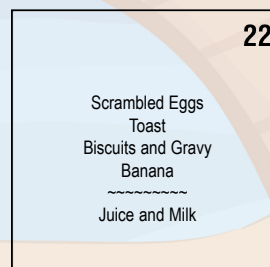 22
Scrambled Eggs
Toast
Biscuits and Gravy
Banana
~~~~~~~~~
Juice and Milk